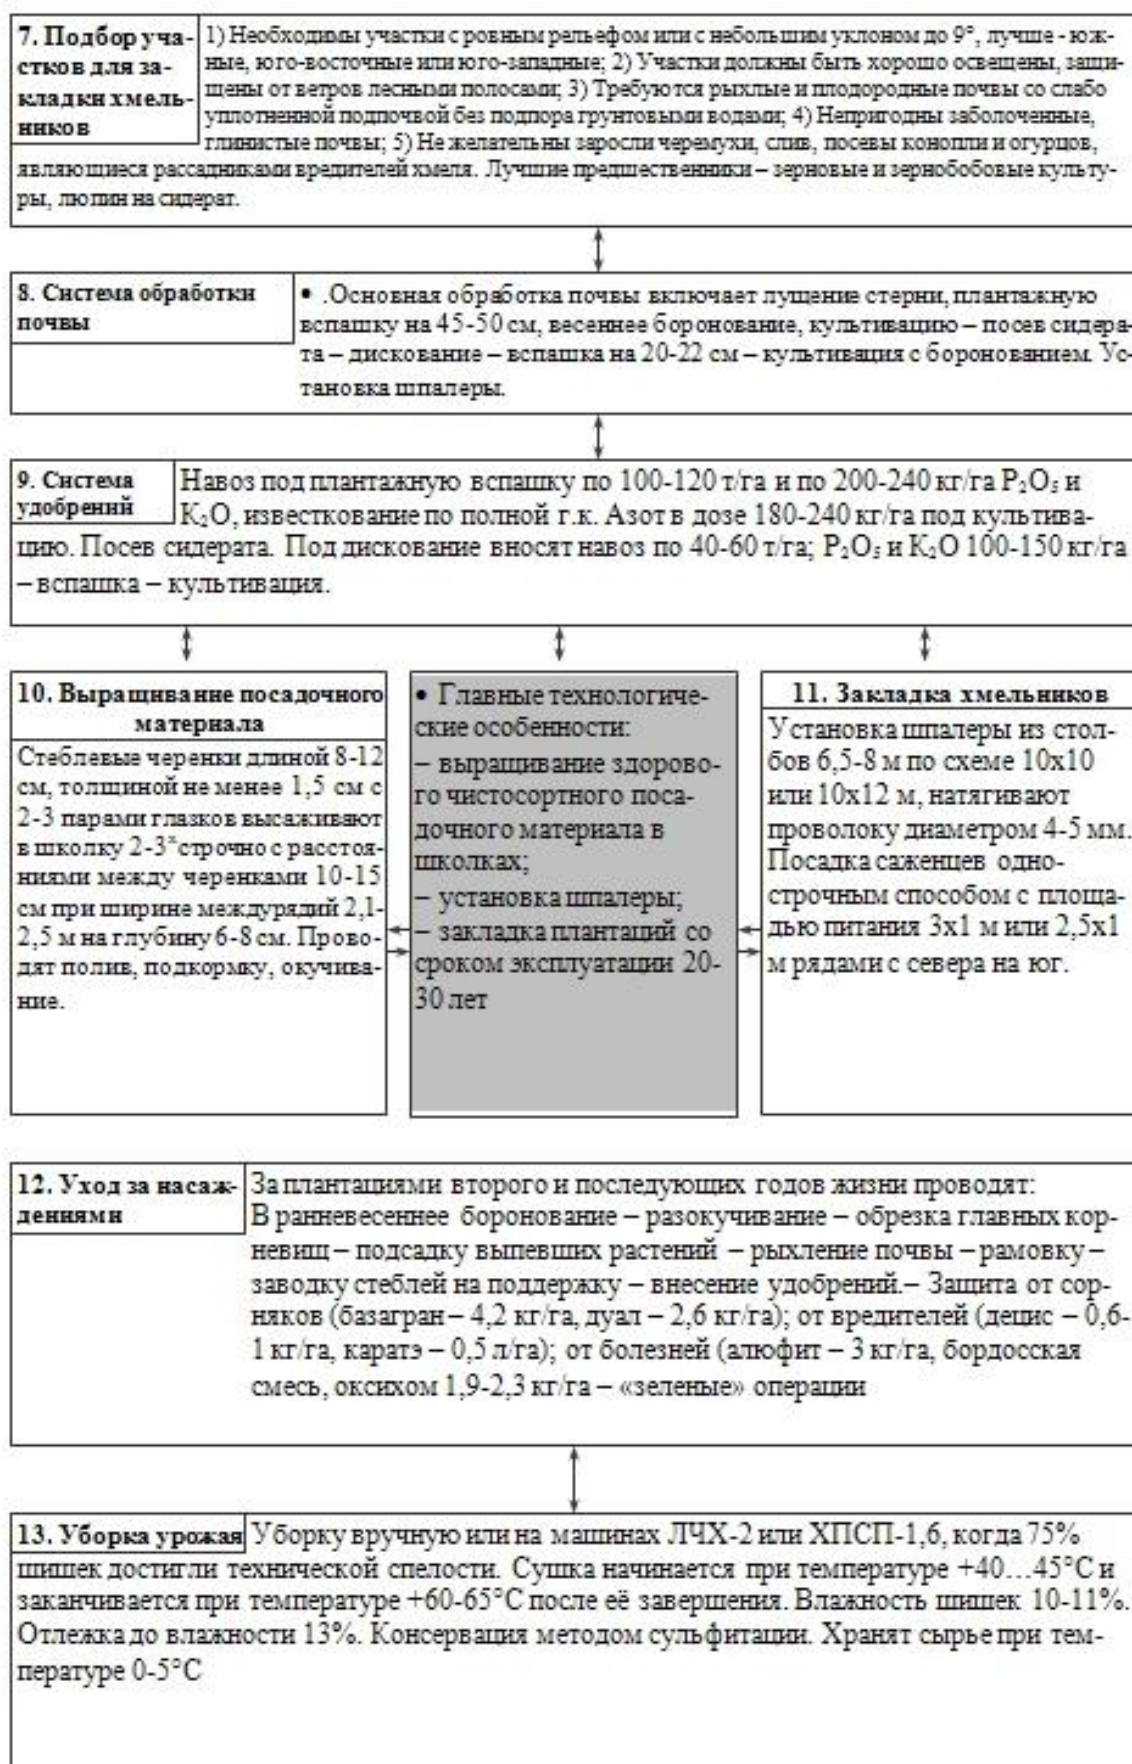 7. Подбор уча-
стков для за-
кладки хмель-
ников
1) Необходимы участки с ровным рельефом или с небольшим уклоном до 9°, лучше - юж-
ные, юго-восточные или юго-западные; 2) Участки должны быть хорошо освещены, защи-
щены от ветров лесными полосами; 3) Требуются рыхлые и плодородные почвы со слабо
уплотненной подпочвой без подпора грунтовыми водами; 4) Непригодны заболоченные,
глинистые почвы; 5) Не желательны заросли черемухи, слив, посевы конопли и огурцов,
являющиеся рассадниками вредителей хмеля. Лучшие предшественники – зерновые и зернобобовые культу-
ры, люпин на сидерат.
8. Система обработки
почвы
• .Основная обработка почвы включает лущение стерни, плантажную
вспашку на 45-50 см, весеннее боронование, культивацию – посев сидера-
та – дискование – вспашка на 20-22 см – культивация с боронованием. Ус-
тановка шпалеры.
9. Система
удобрений
Навоз под плантажную вспашку по 100-120 т/га и по 200-240 кг/га P₂O₅ и
K₂O, известкование по полной г.к. Азот в дозе 180-240 кг/га под культива-
цию. Посев сидерата. Под дискование вносят навоз по 40-60 т/га; P₂O₅ и K₂O 100-150 кг/га
– вспашка – культивация.
10. Выращивание посадочного
материала
Стеблевые черенки длиной 8-12
см, толщиной не менее 1,5 см с
2-3 парами глазков высаживают
в школку 2-3ˣ строчно с расстоя-
ниями между черенками 10-15
см при ширине междурядий 2,1-
2,5 м на глубину 6-8 см. Прово-
дят полив, подкормку, окучива-
ние.
• Главные технологиче-
ские особенности:
– выращивание здорово-
го чистосортного поса-
дочного материала в
школках;
– установка шпалеры;
– закладка плантаций со
сроком эксплуатации 20-
30 лет
11. Закладка хмельников
Установка шпалеры из стол-
бов 6,5-8 м по схеме 10х10
или 10х12 м, натягивают
проволоку диаметром 4-5 мм.
Посадка саженцев одно-
строчным способом с площа-
дью питания 3х1 м или 2,5х1
м рядами с севера на юг.
12. Уход за насаж-
дениями
За плантациями второго и последующих годов жизни проводят:
В ранневесеннее боронование – разокучивание – обрезка главных кор-
невищ – подсадку выпевших растений – рыхление почвы – рамовку –
заводку стеблей на поддержку – внесение удобрений.– Защита от сор-
няков (базагран – 4,2 кг/га, дуал – 2,6 кг/га); от вредителей (децис – 0,6-
1 кг/га, каратэ – 0,5 л/га); от болезней (алюфит – 3 кг/га, бордосская
смесь, оксихом 1,9-2,3 кг/га – «зеленые» операции
13. Уборка урожая
Уборку вручную или на машинах ЛЧХ-2 или ХПСП-1,6, когда 75%
шишек достигли технической спелости. Сушка начинается при температуре +40…45°С и
заканчивается при температуре +60-65°С после её завершения. Влажность шишек 10-11%.
Отлежка до влажности 13%. Консервация методом сульфитации. Хранят сырье при тем-
пературе 0-5°С